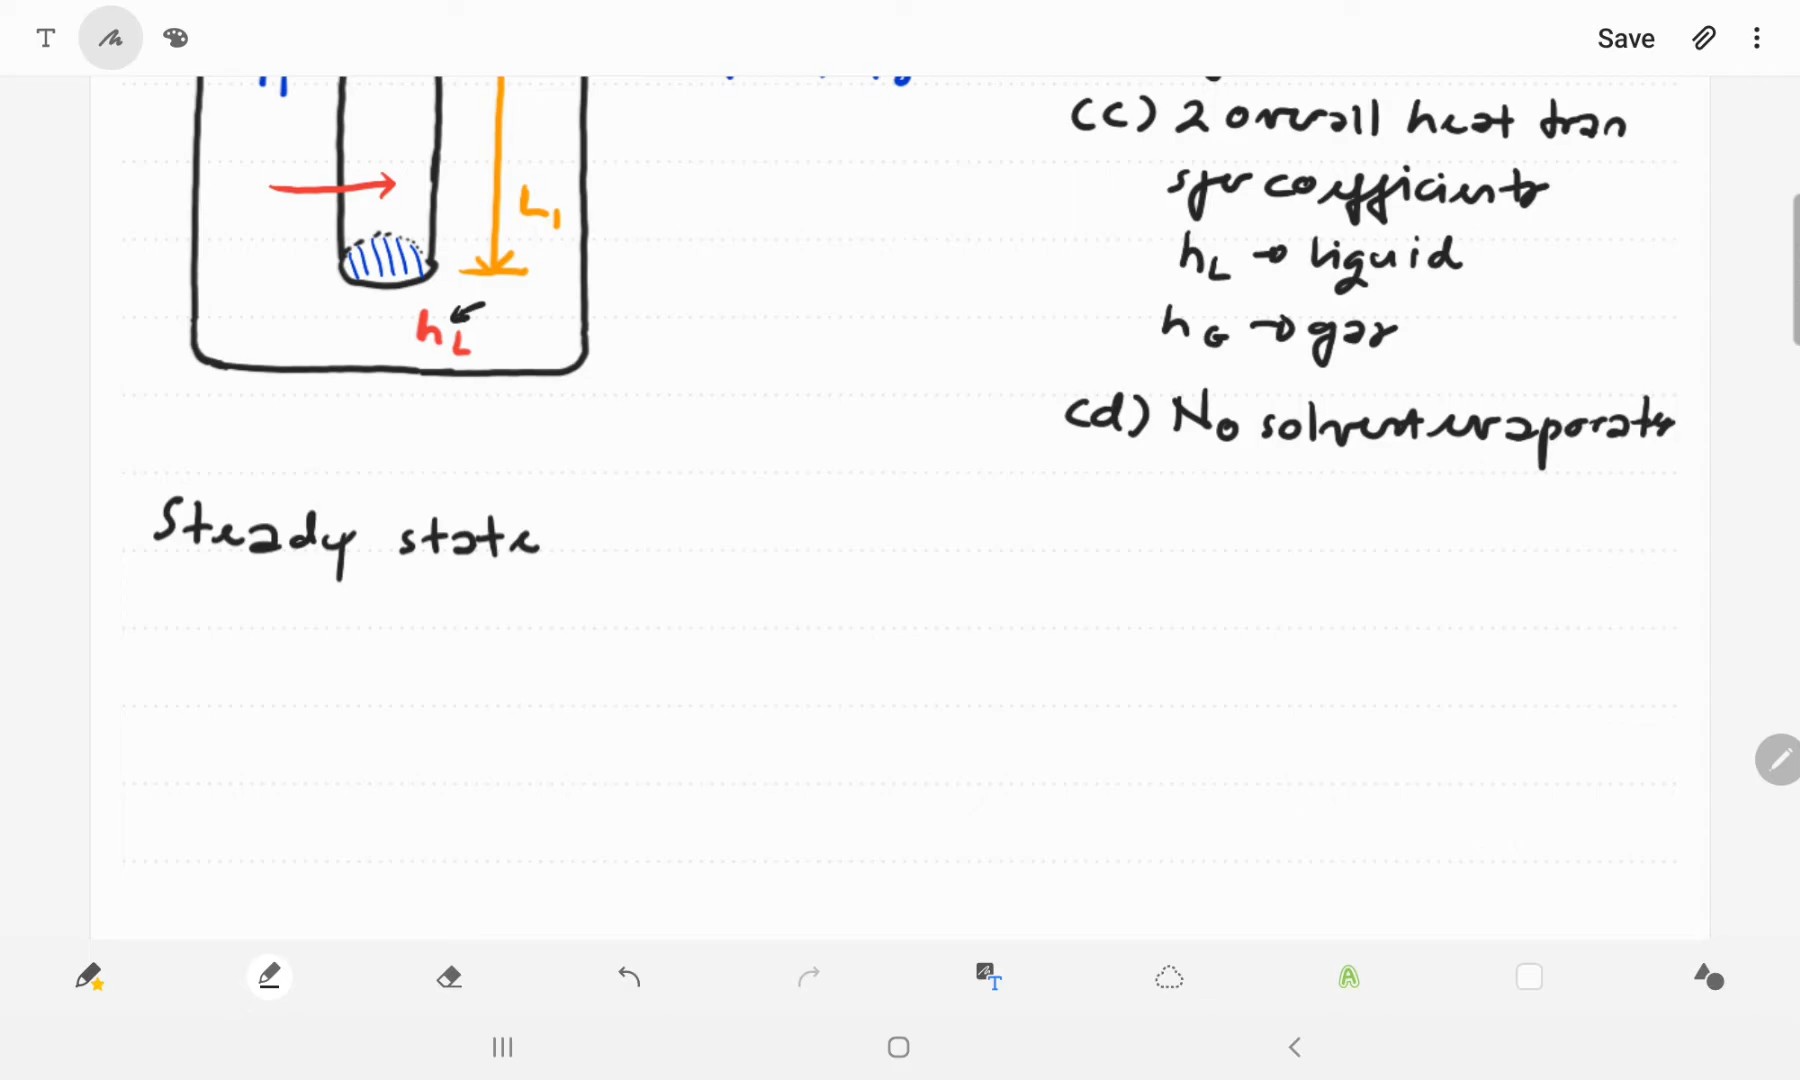 Save
(c) 2 overall heat tran
sfer coefficients
L1
hL → liquid
hL
hG → gas
(d) No solvent evaporates
Steady state